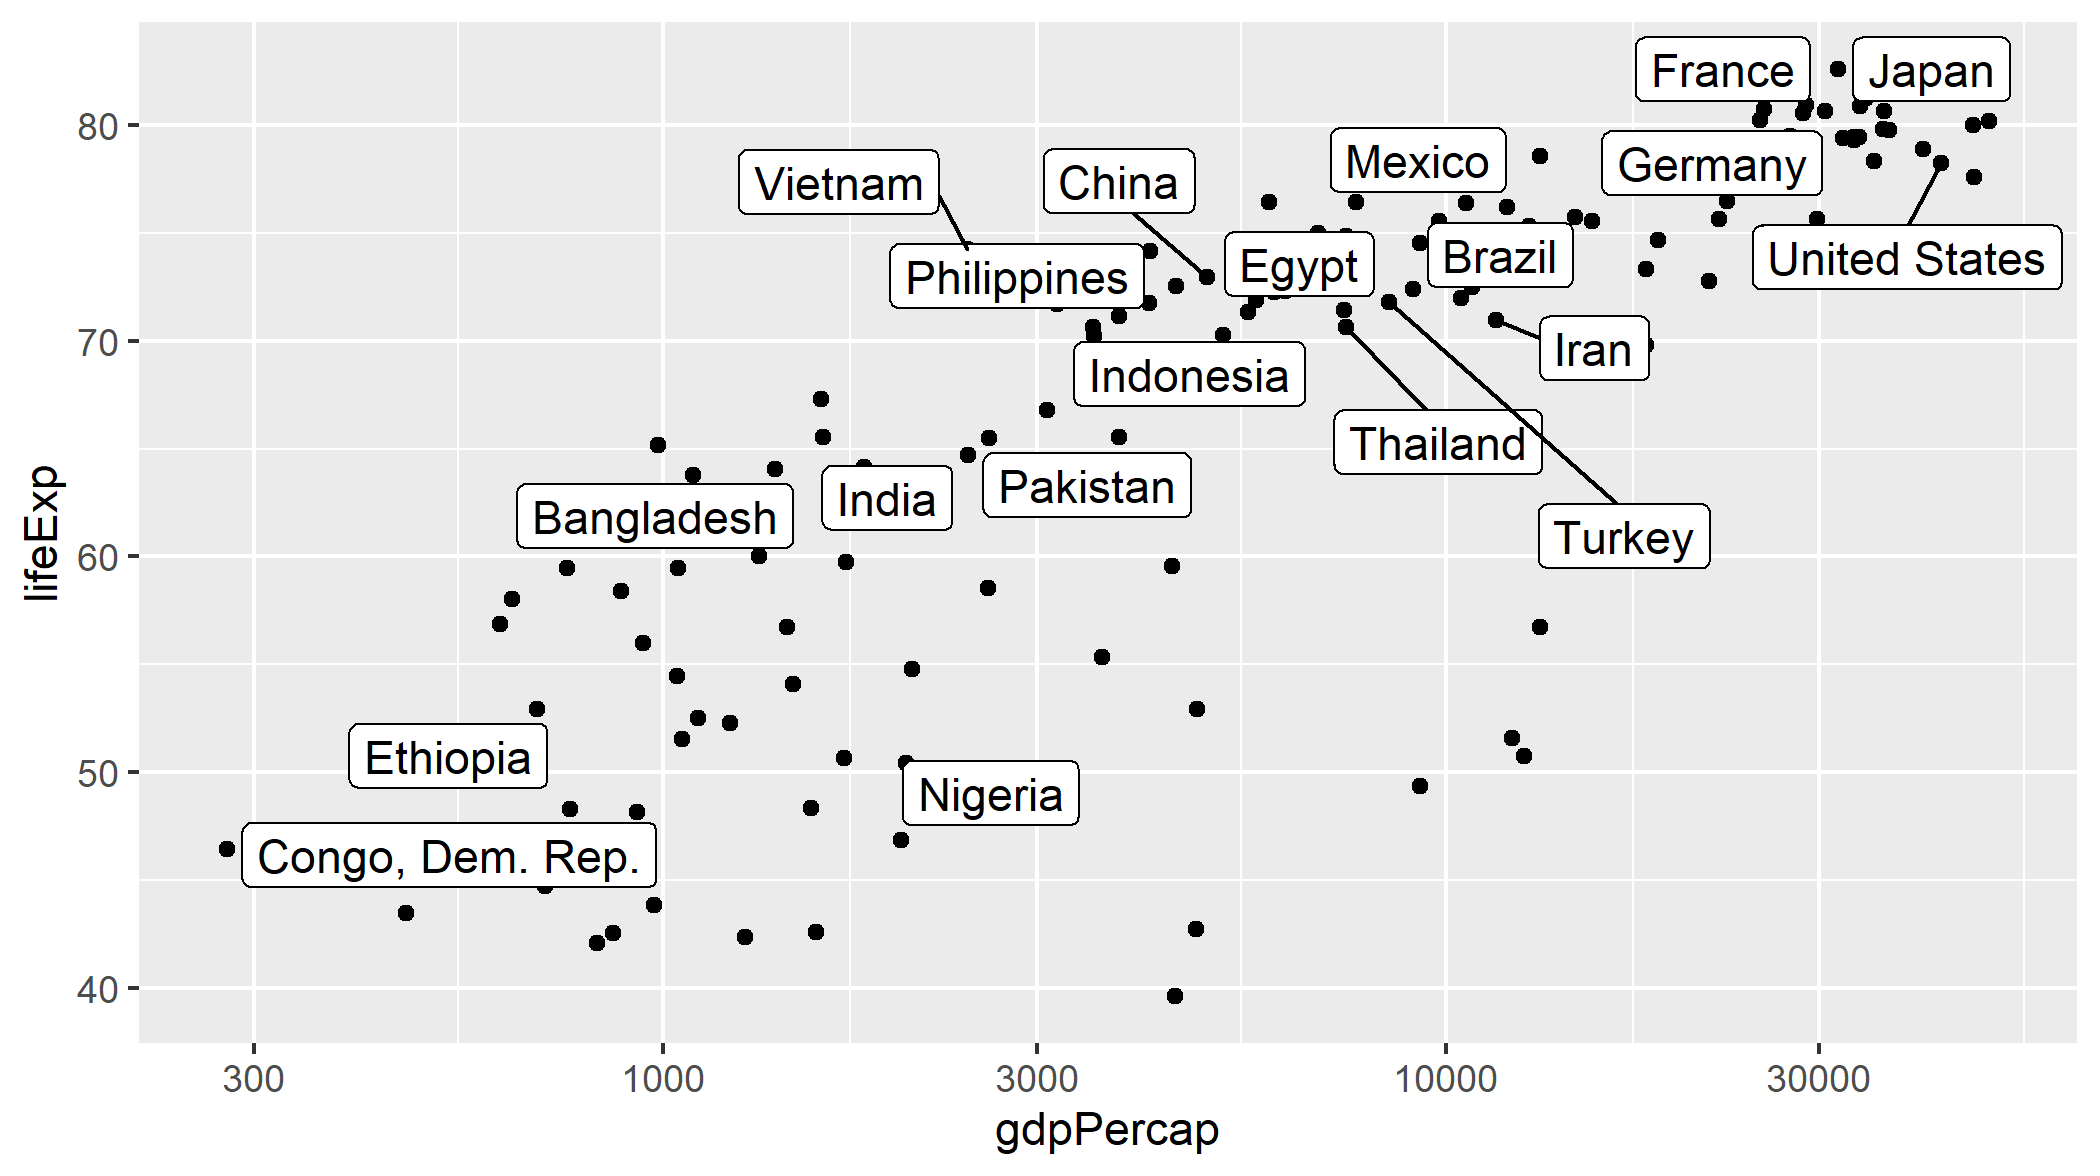 France
Japan
80
Mexico
Germany
Vietnam
China
Egypt
Brazil
United States
Philippines
70
Iran
Indonesia
Thailand
Pakistan
India
Bangladesh
Turkey
60
lifeExp
Ethiopia
50
Nigeria
Congo, Dem. Rep.
40
300
1000
3000
10000
30000
gdpPercap